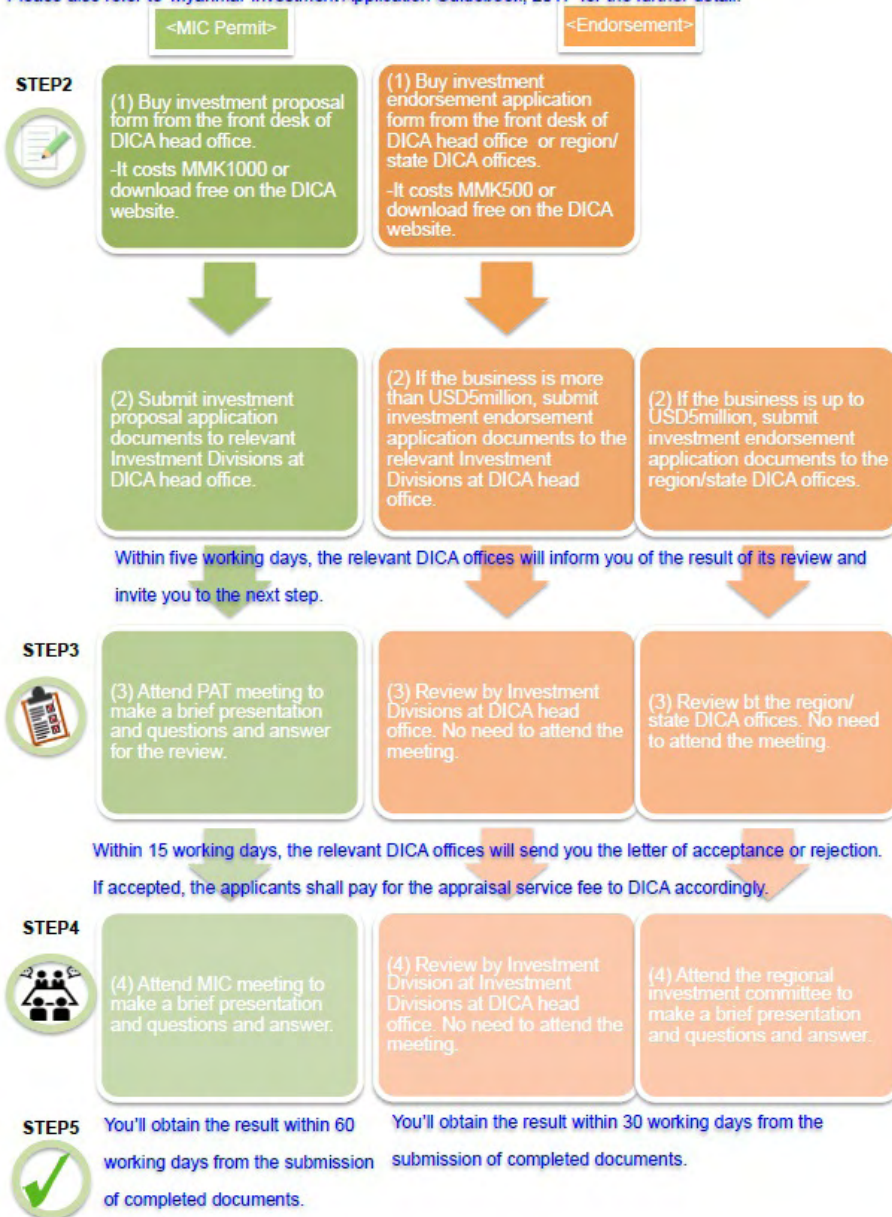 Please also refer to "Myanmar Investment Application Guidebook, 2017" for the further detail.
<MIC Permit>
<Endorsement>
STEP2
(1) Buy investment proposal
form from the front desk of
DICA head office.
-It costs MMK1000 or
download free on the DICA
website.
(1) Buy investment
endorsement application
form from the front desk of
DICA head office or region/
state DICA offices.
-It costs MMK500 or
download free on the DICA
website.
(2) Submit investment
proposal application
documents to relevant
Investment Divisions at
DICA head office.
(2) If the business is more
than USD5million, submit
investment endorsement
application documents to the
relevant Investment
Divisions at DICA head
office.
(2) If the business is up to
USD5million, submit
investment endorsement
application documents to the
region/state DICA offices.
Within five working days, the relevant DICA offices will inform you of the result of its review and
invite you to the next step.
STEP3
(3) Attend PAT meeting to
make a brief presentation
and questions and answer
for the review.
(3) Review by Investment
Divisions at DICA head
office. No need to attend the
meeting.
(3) Review bt the region/
state DICA offices. No need
to attend the meeting.
Within 15 working days, the relevant DICA offices will send you the letter of acceptance or rejection.
If accepted, the applicants shall pay for the appraisal service fee to DICA accordingly.
STEP4
(4) Attend MIC meeting to
make a brief presentation
and questions and answer.
(4) Review by Investment
Division at Investment
Divisions at DICA head
office. No need to attend the
meeting.
(4) Attend the regional
investment committee to
make a brief presentation
and questions and answer.
STEP5
You'll obtain the result within 60
working days from the submission
of completed documents.
You'll obtain the result within 30 working days from the
submission of completed documents.